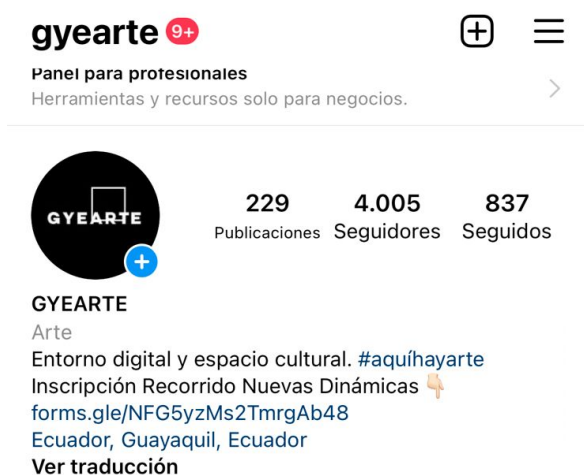 gyearte 9+
Panel para profesionales
Herramientas y recursos solo para negocios.
GYEARTE
229 4.005 837
Publicaciones Seguidores Seguidos
GYEARTE
Arte
Entorno digital y espacio cultural. #aquíhayarte
Inscripción Recorrido Nuevas Dinámicas 👇🏻
forms.gle/NFG5yzMs2TmrgAb48
Ecuador, Guayaquil, Ecuador
Ver traducción